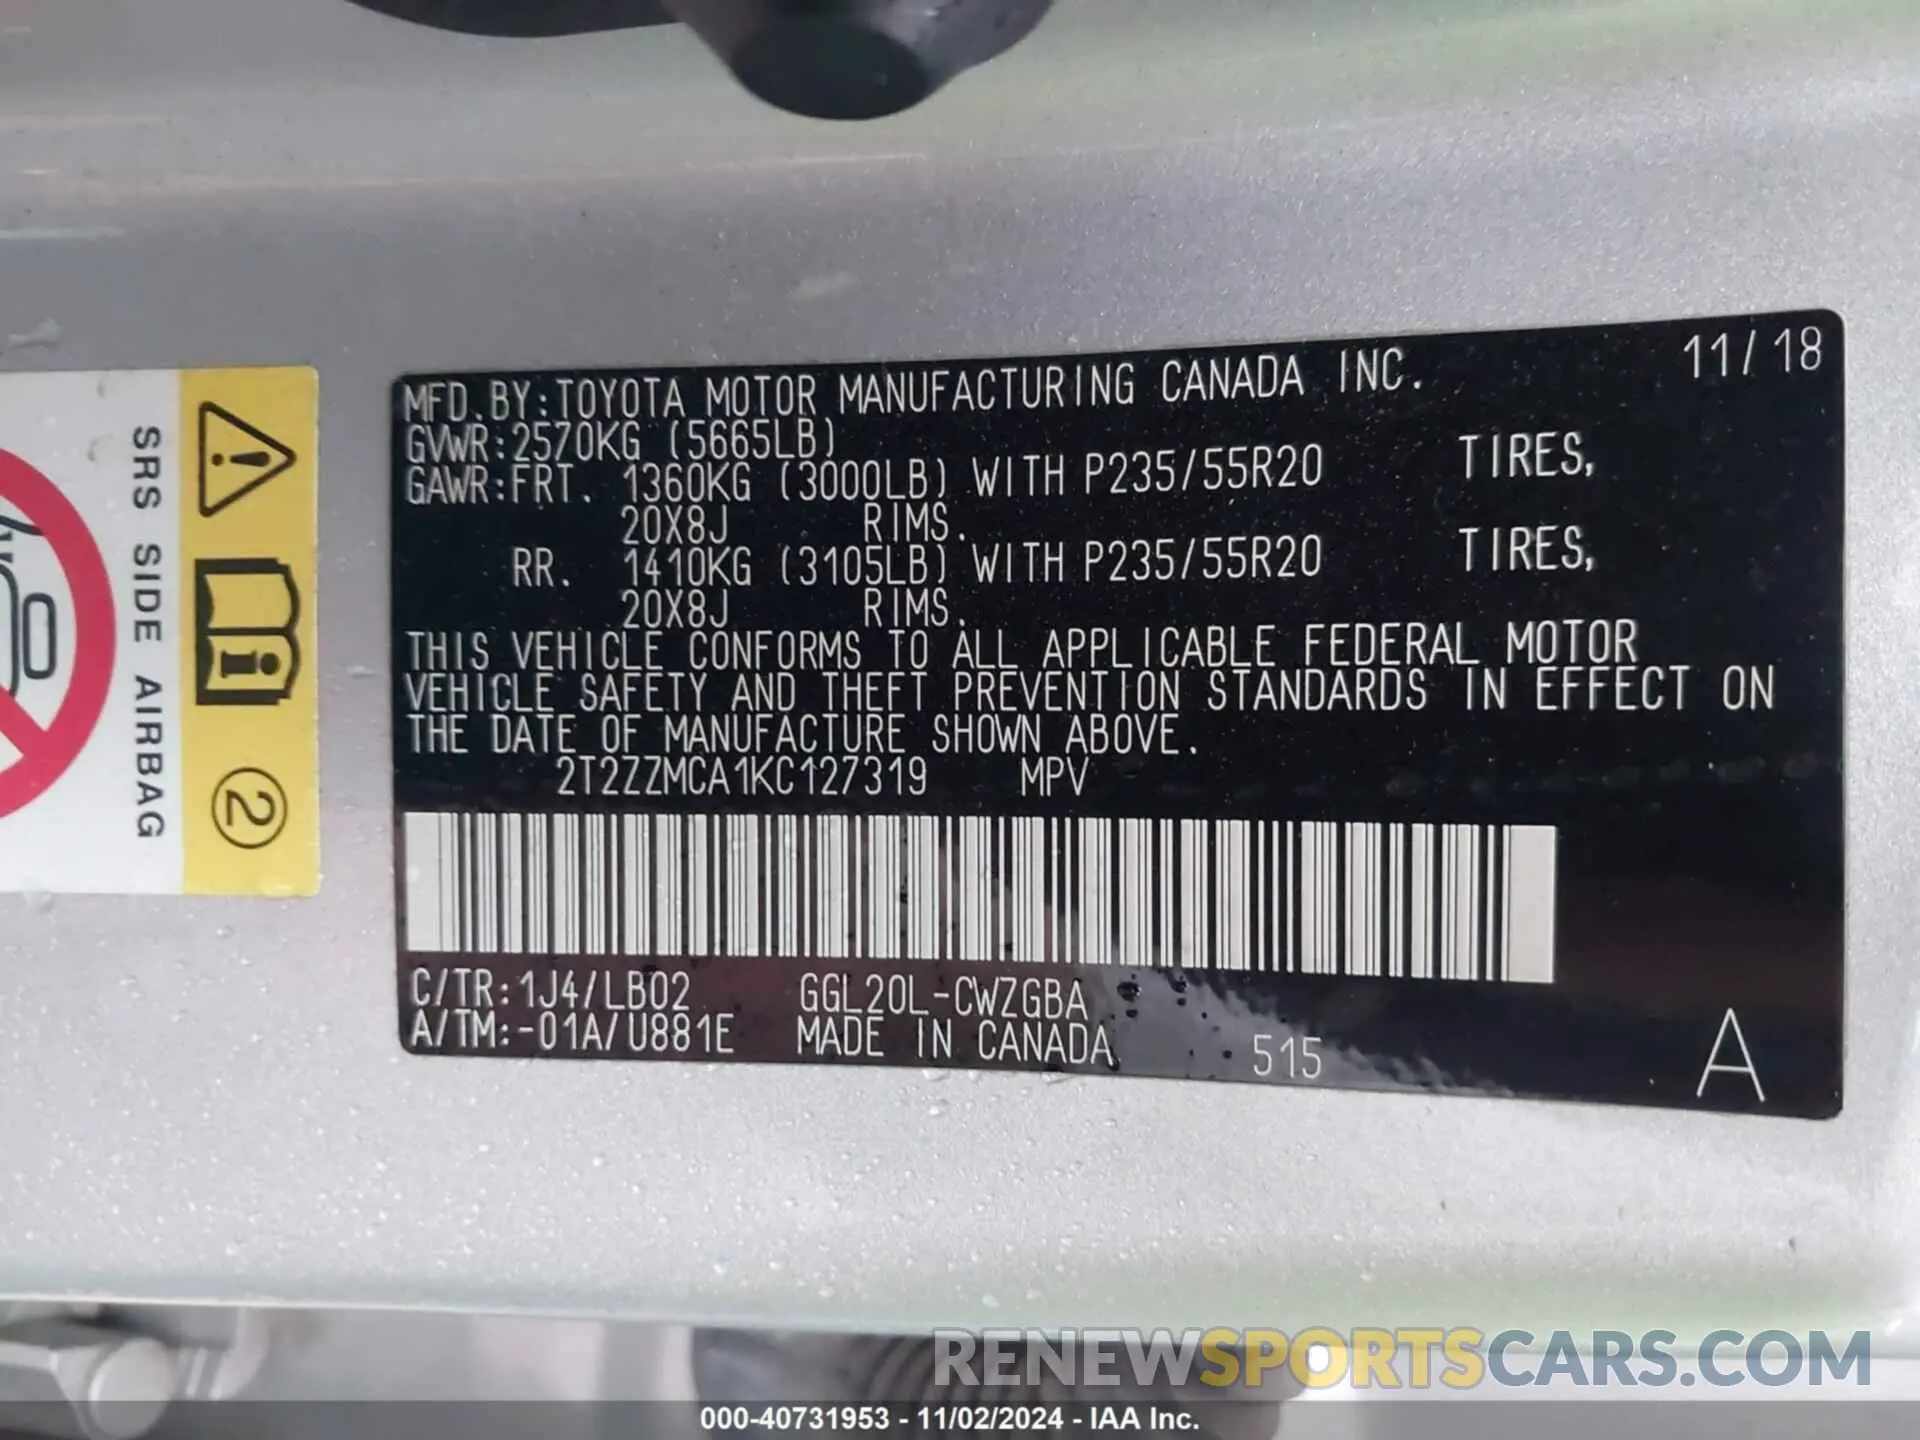 MFD.BY:TOYOTA MOTOR MANUFACTURING CANADA INC. 11/18
GVWR:2570KG (5665LB)
GAWR:FRT. 1360KG (3000LB) WITH P235/55R20 TIRES,
20X8J RIMS.
RR. 1410KG (3105LB) WITH P235/55R20 TIRES,
20X8J RIMS.
THIS VEHICLE CONFORMS TO ALL APPLICABLE FEDERAL MOTOR
VEHICLE SAFETY AND THEFT PREVENTION STANDARDS IN EFFECT ON
THE DATE OF MANUFACTURE SHOWN ABOVE.
2T2ZZMCA1KC127319 MPV
C/TR:1J4/LB02 GGL20L-CWZGBA
A/TM:-01A/U881E MADE IN CANADA 515 A
SRS SIDE AIRBAG
2
RENEWSPORTSCARS.COM
000-40731953 - 11/02/2024 - IAA Inc.